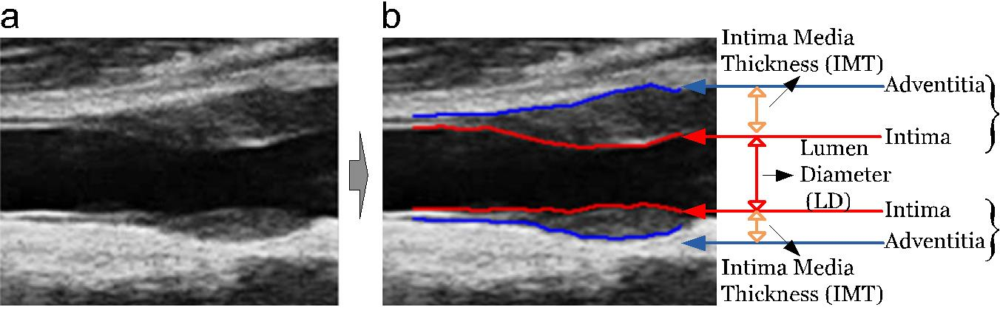 a
b
Intima Media
Thickness (IMT)
Adventitia
Intima
Lumen
Diameter
(LD)
Intima
Adventitia
Intima Media
Thickness (IMT)